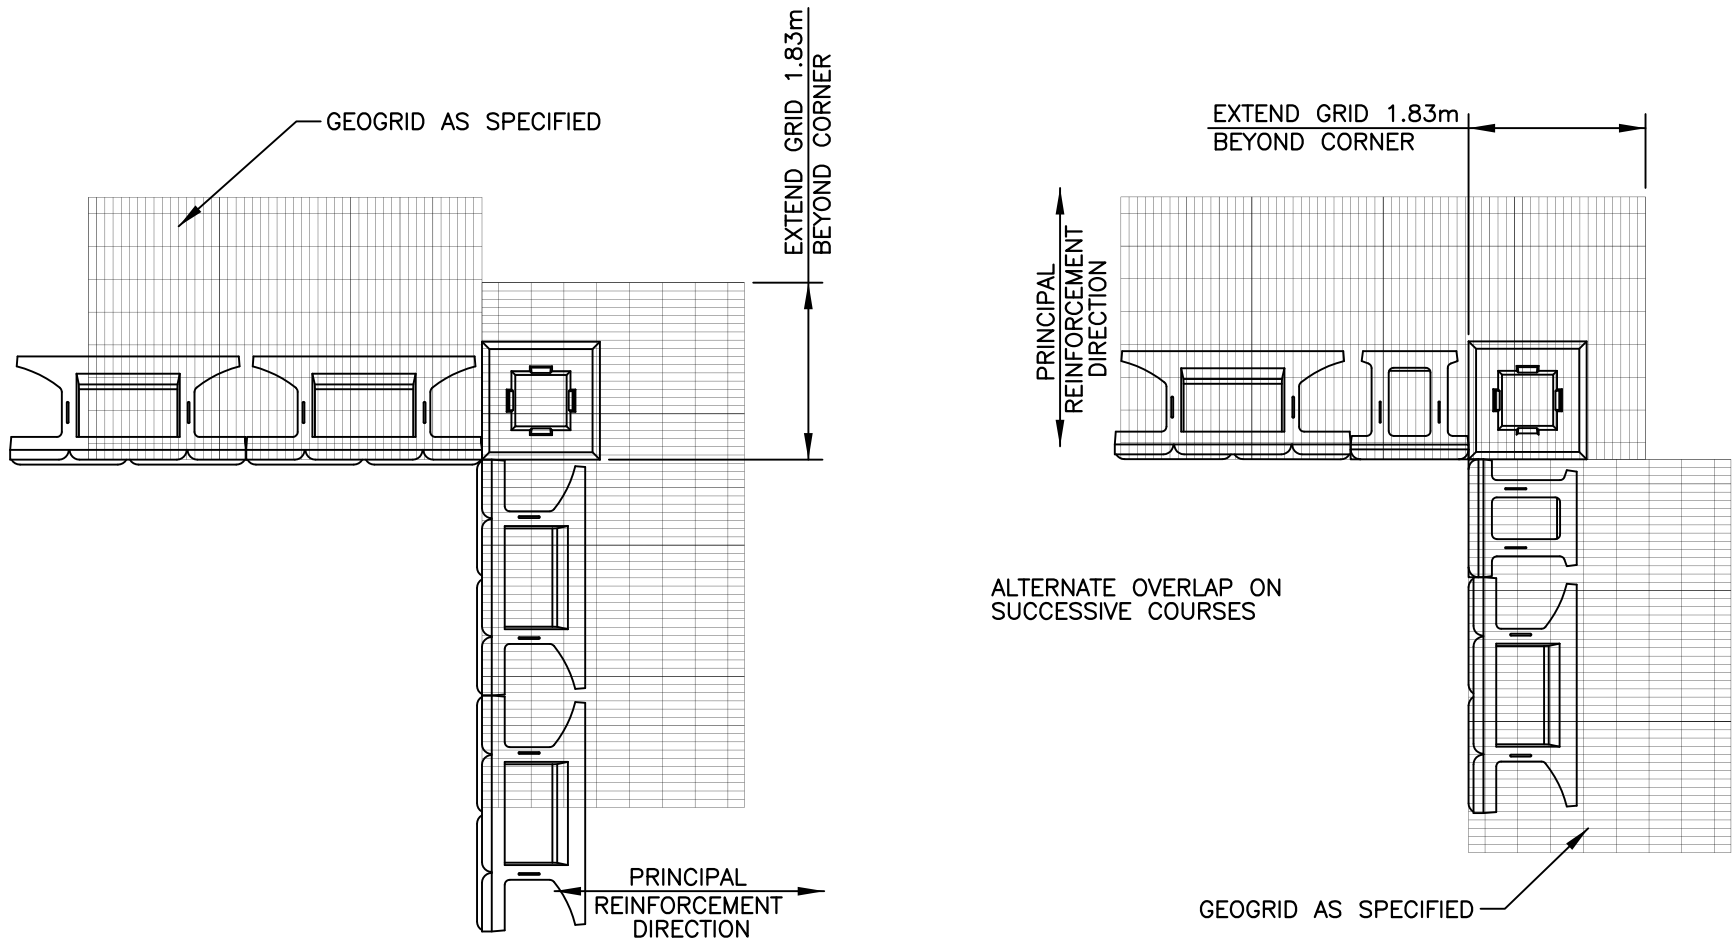 GEOGRID AS SPECIFIED
EXTEND GRID 1.83m
BEYOND CORNER
PRINCIPAL
REINFORCEMENT
DIRECTION
EXTEND GRID 1.83m
BEYOND CORNER
PRINCIPAL
REINFORCEMENT
DIRECTION
ALTERNATE OVERLAP ON
SUCCESSIVE COURSES
GEOGRID AS SPECIFIED